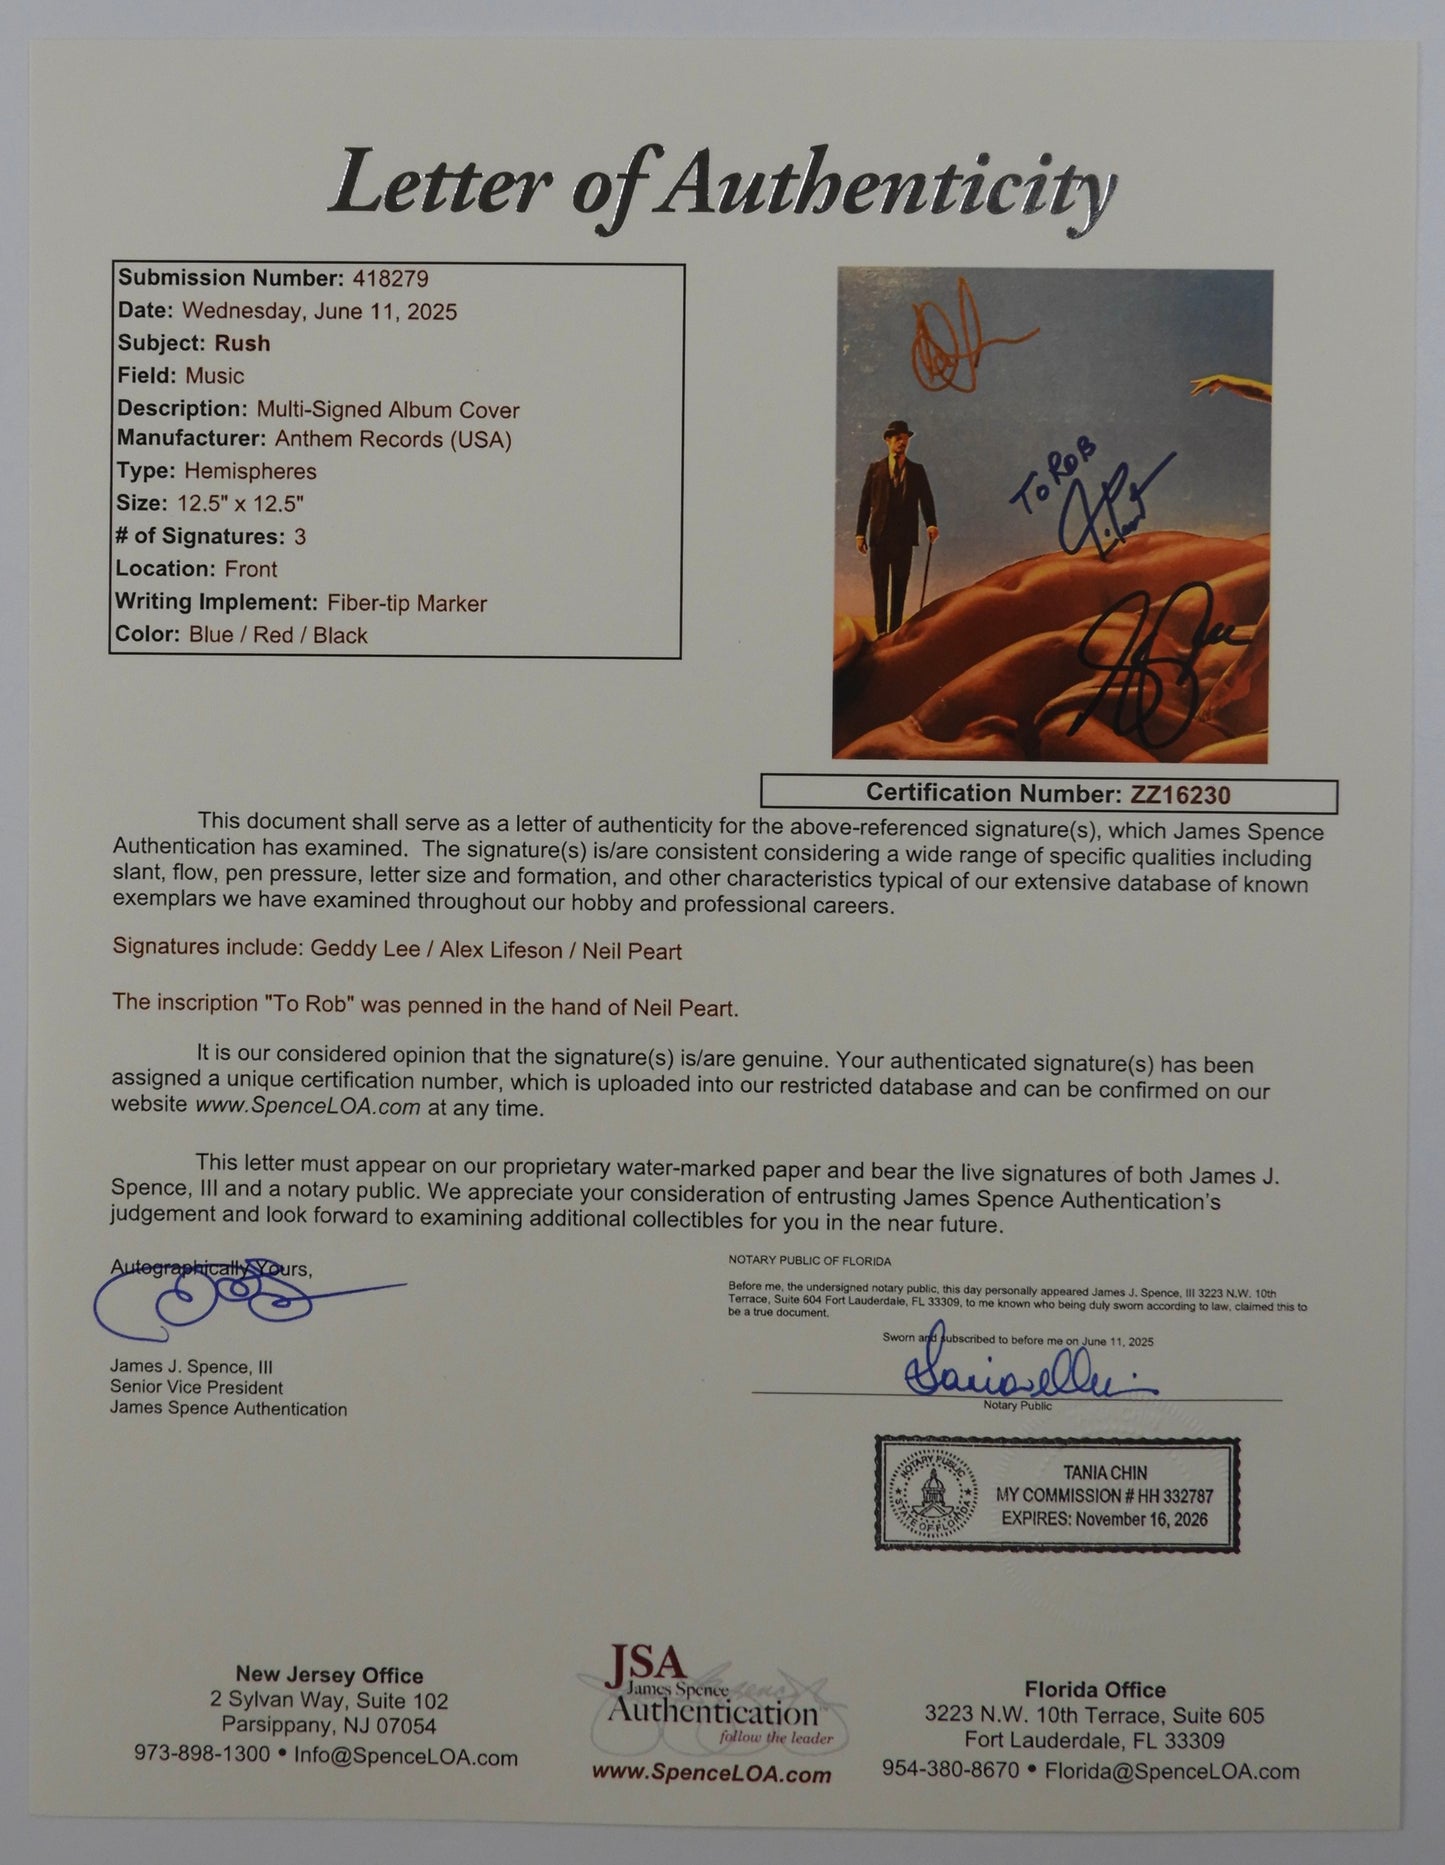 Letter of Authenticity
Submission Number: 418279
Date: Wednesday, June 11, 2025
Subject: Rush
Field: Music
Description: Multi-Signed Album Cover
Manufacturer: Anthem Records (USA)
Type: Hemispheres
Size: 12.5" x 12.5"
# of Signatures: 3
Location: Front
Writing Implement: Fiber-tip Marker
Color: Blue / Red / Black
To ROB
Certification Number: ZZ16230
This document shall serve as a letter of authenticity for the above-referenced signature(s), which James Spence
Authentication has examined. The signature(s) is/are consistent considering a wide range of specific qualities including
slant, flow, pen pressure, letter size and formation, and other characteristics typical of our extensive database of known
exemplars we have examined throughout our hobby and professional careers.
Signatures include: Geddy Lee / Alex Lifeson / Neil Peart
The inscription "To Rob" was penned in the hand of Neil Peart.
It is our considered opinion that the signature(s) is/are genuine. Your authenticated signature(s) has been
assigned a unique certification number, which is uploaded into our restricted database and can be confirmed on our
website www.SpenceLOA.com at any time.
This letter must appear on our proprietary water-marked paper and bear the live signatures of both James J.
Spence, III and a notary public. We appreciate your consideration of entrusting James Spence Authentication's
judgement and look forward to examining additional collectibles for you in the near future.
Autographically Yours,
James J. Spence, III
Senior Vice President
James Spence Authentication
NOTARY PUBLIC OF FLORIDA
Before me, the undersigned notary public, this day personally appeared James J. Spence, III 3223 N.W. 10th
Terrace, Suite 604 Fort Lauderdale, FL 33309, to me known who being duly sworn according to law, claimed this to
be a true document.
Sworn and subscribed to before me on June 11, 2025
Notary Public
NOTARY PUBLIC
STATE OF FLORIDA
TANIA CHIN
MY COMMISSION # HH 332787
EXPIRES: November 16, 2026
New Jersey Office
2 Sylvan Way, Suite 102
Parsippany, NJ 07054
973-898-1300 • Info@SpenceLOA.com
JSA
James Spence
Authentication
follow the leader
www.SpenceLOA.com
Florida Office
3223 N.W. 10th Terrace, Suite 605
Fort Lauderdale, FL 33309
954-380-8670 • Florida@SpenceLOA.com